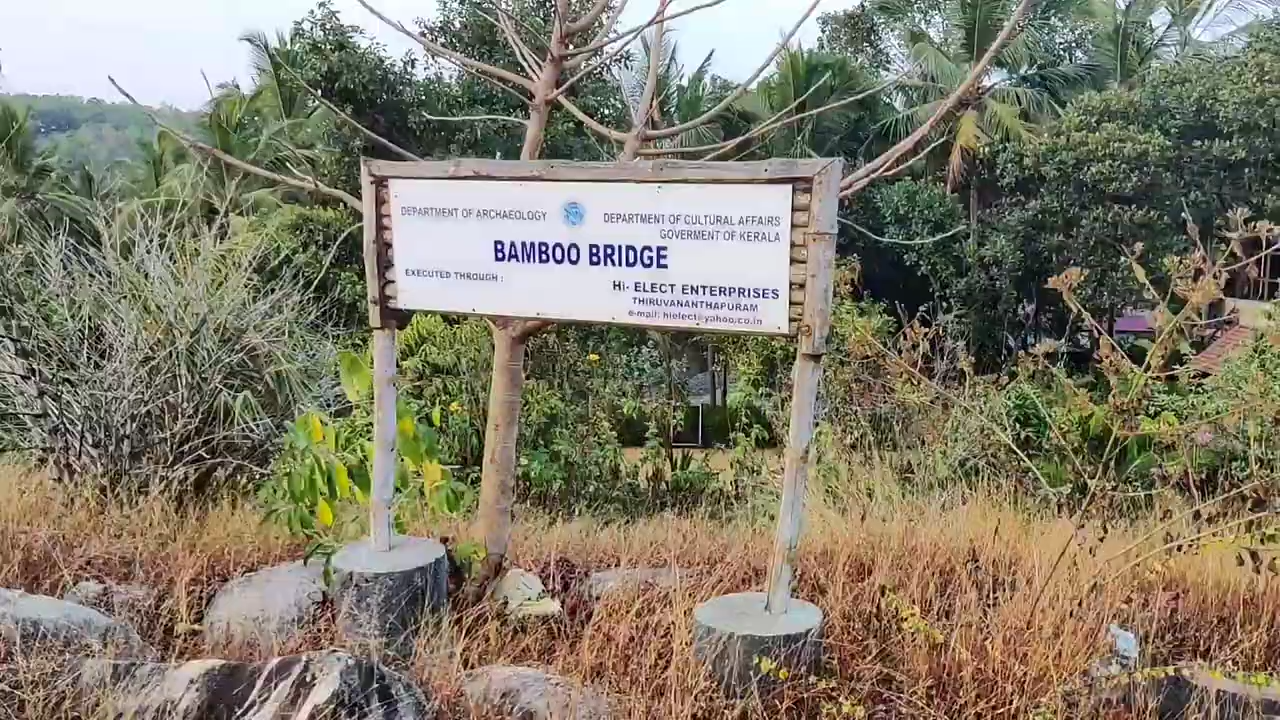 DEPARTMENT OF ARCHAEOLOGY
DEPARTMENT OF CULTURAL AFFAIRS
GOVERMENT OF KERALA
BAMBOO BRIDGE
EXECUTED THROUGH :
Hi- ELECT ENTERPRISES
THIRUVANANTHAPURAM
e-mail: hielect@yahoo.co.in